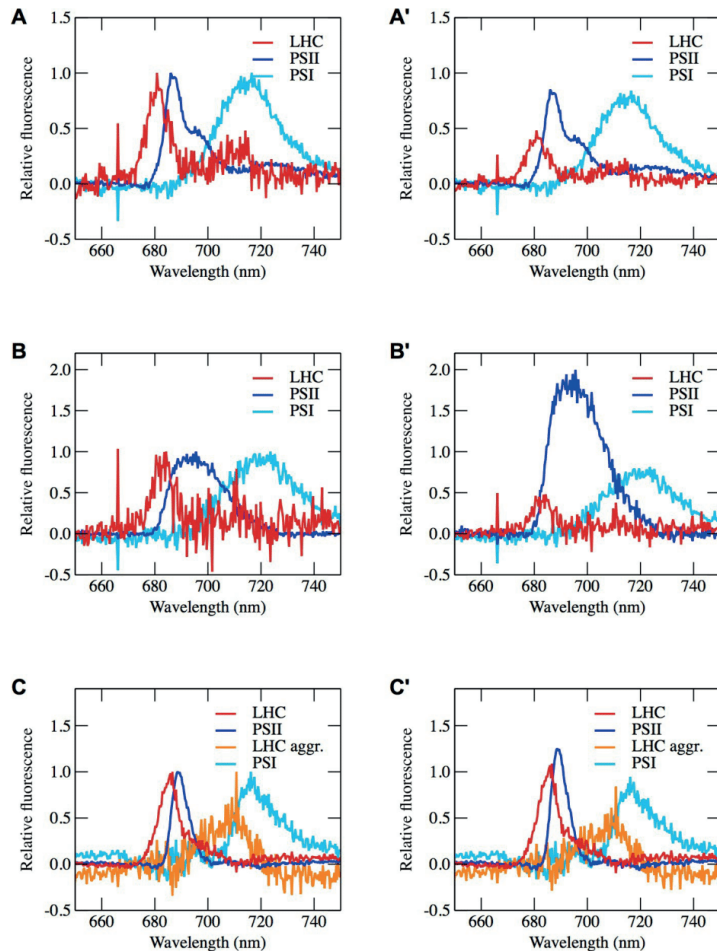 A
1.5
1.0
0.5
0.0
-0.5
Relative fluorescence
LHC
PSII
PSI
660 680 700 720 740
Wavelength (nm)
A'
1.5
1.0
0.5
0.0
-0.5
Relative fluorescence
LHC
PSII
PSI
660 680 700 720 740
Wavelength (nm)
B
2.0
1.5
1.0
0.5
0.0
-0.5
Relative fluorescence
LHC
PSII
PSI
660 680 700 720 740
Wavelength (nm)
B'
2.0
1.5
1.0
0.5
0.0
-0.5
Relative fluorescence
LHC
PSII
PSI
660 680 700 720 740
Wavelength (nm)
C
1.5
1.0
0.5
0.0
-0.5
Relative fluorescence
LHC
PSII
LHC aggr.
PSI
660 680 700 720 740
Wavelength (nm)
C'
1.5
1.0
0.5
0.0
-0.5
Relative fluorescence
LHC
PSII
LHC aggr.
PSI
660 680 700 720 740
Wavelength (nm)